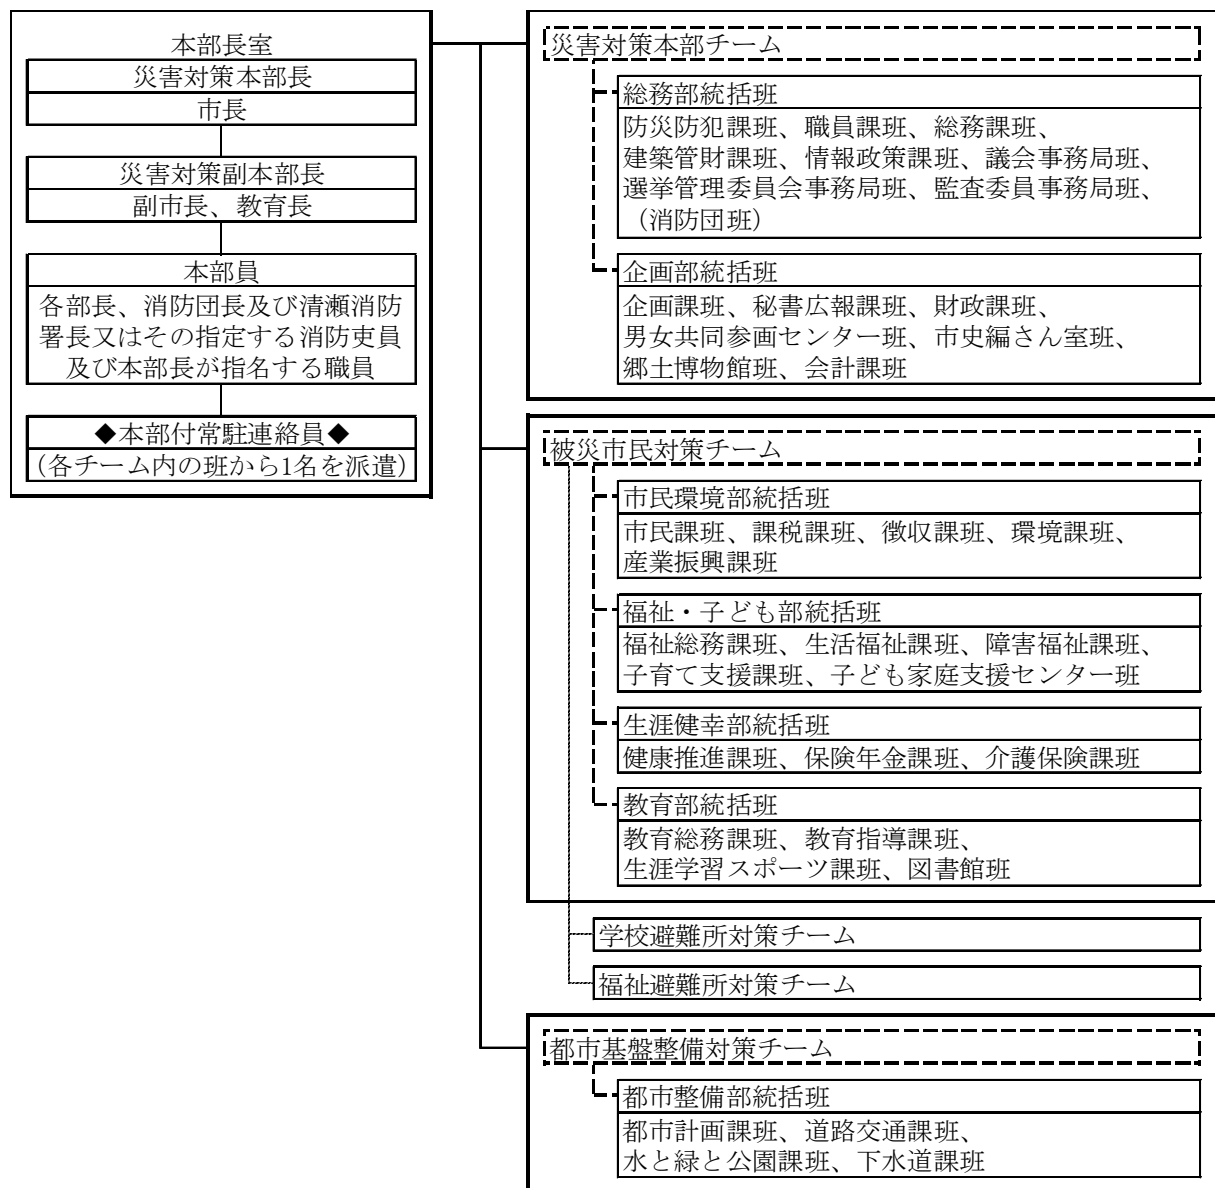 本部長室
災害対策本部長
市長
災害対策副本部長
副市長、教育長
本部員
各部長、消防団長及び清瀬消防
署長又はその指定する消防吏員
及び本部長が指名する職員
◆本部付常駐連絡員◆
(各チーム内の班から1名を派遣)
災害対策本部チーム
総務部統括班
防災防犯課班、職員課班、総務課班、
建築管財課班、情報政策課班、議会事務局班、
選挙管理委員会事務局班、監査委員事務局班、
（消防団班）
企画部統括班
企画課班、秘書広報課班、財政課班、
男女共同参画センター班、市史編さん室班、
郷土博物館班、会計課班
被災市民対策チーム
市民環境部統括班
市民課班、課税課班、徴収課班、環境課班、
産業振興課班
福祉・子ども部統括班
福祉総務課班、生活福祉課班、障害福祉課班、
子育て支援課班、子ども家庭支援センター班
生涯健幸部統括班
健康推進課班、保険年金課班、介護保険課班
教育部統括班
教育総務課班、教育指導課班、
生涯学習スポーツ課班、図書館班
学校避難所対策チーム
福祉避難所対策チーム
都市基盤整備対策チーム
都市整備部統括班
都市計画課班、道路交通課班、
水と緑と公園課班、下水道課班